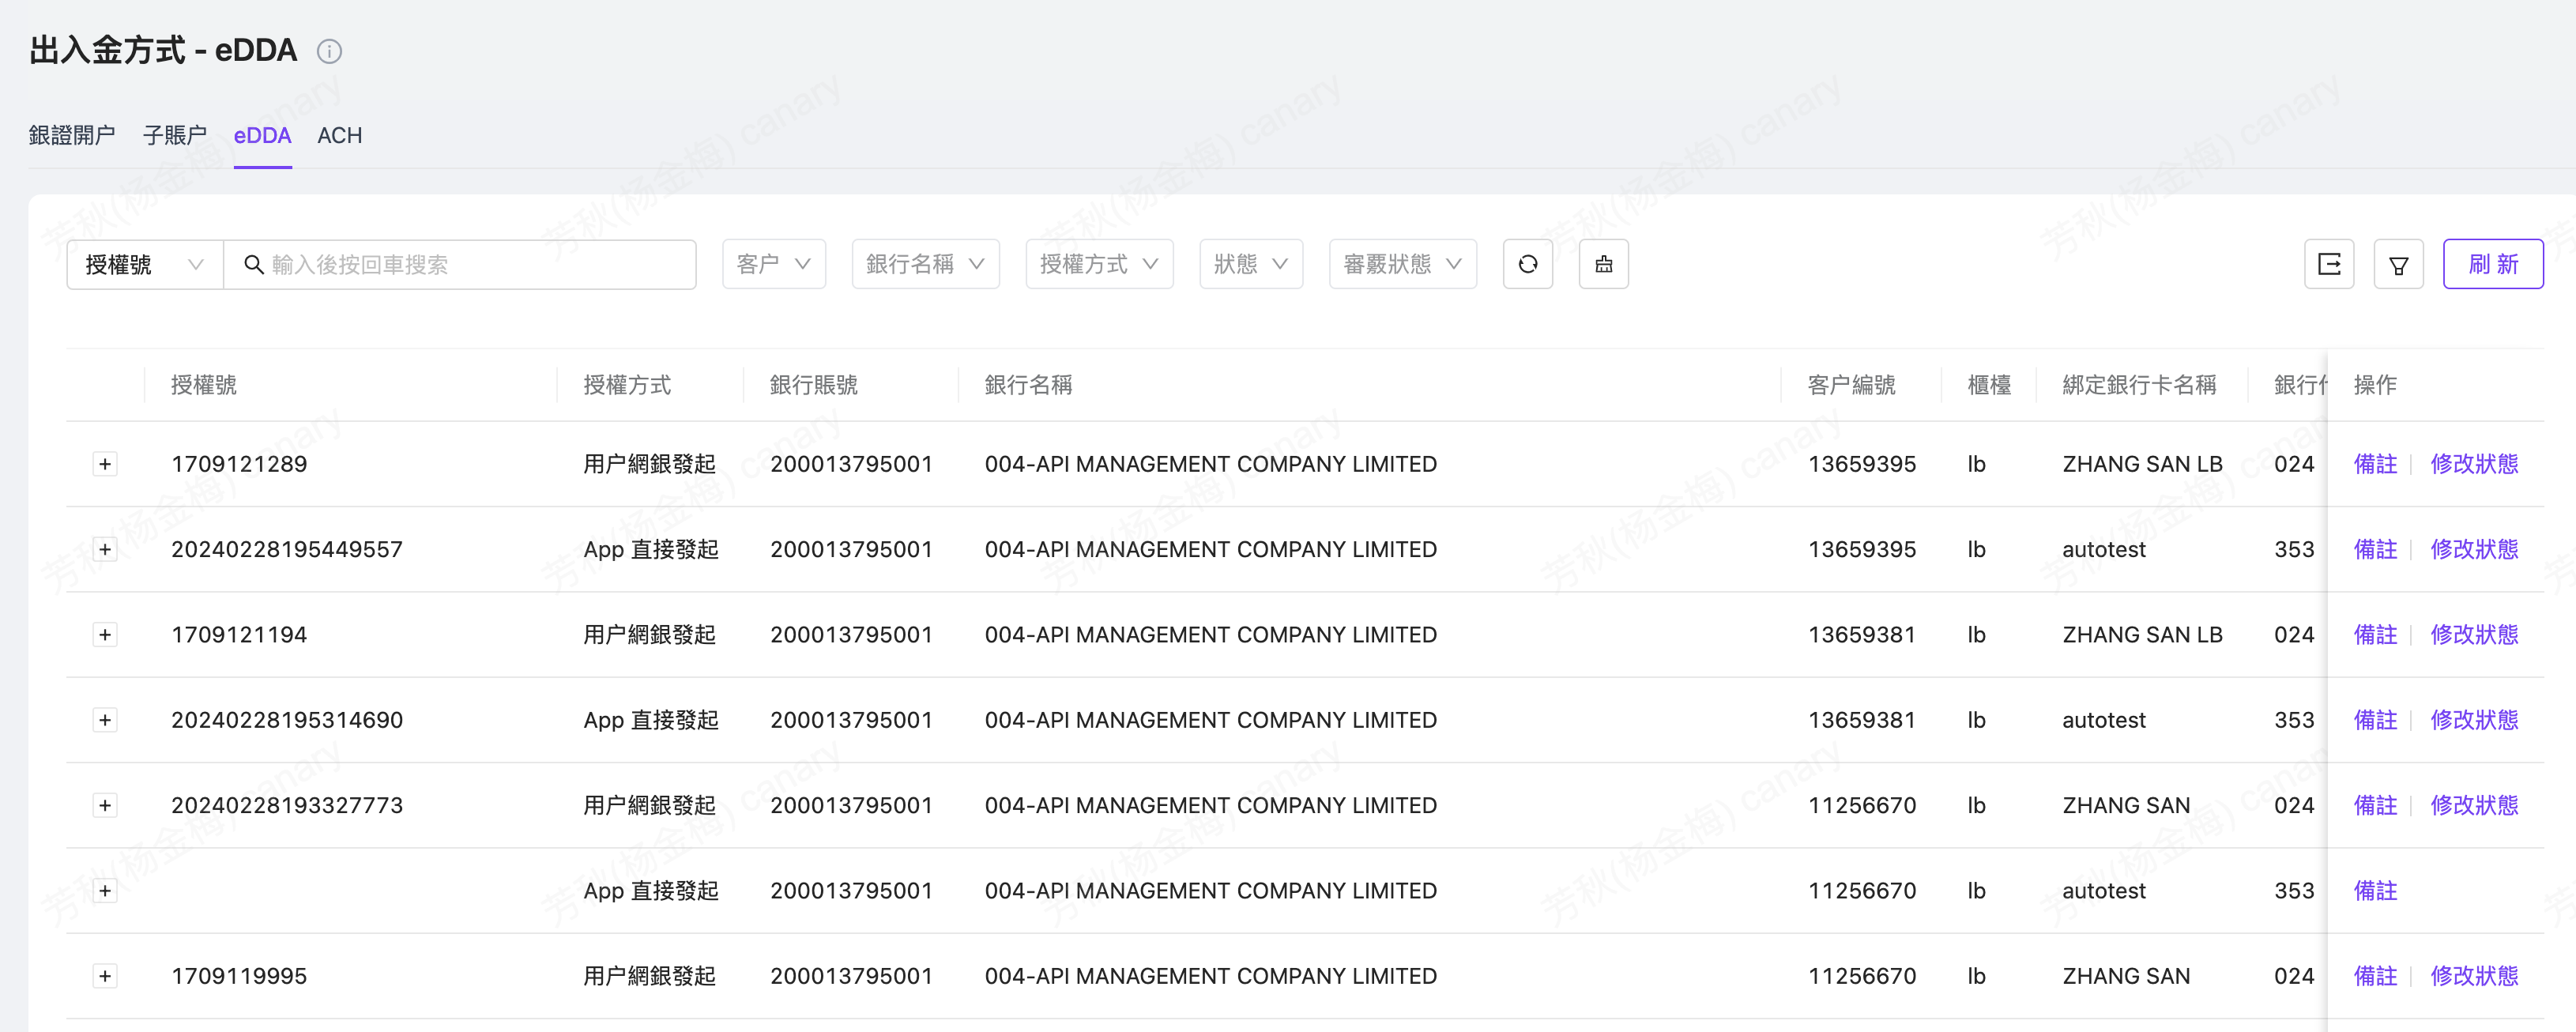 出入金方式 - eDDA
銀證開户 子賬户 eDDA ACH
授權號 輸入後按回車搜索 客户 銀行名稱 授權方式 狀態 審覈狀態 刷 新
授權號 授權方式 銀行賬號 銀行名稱 客户編號 櫃檯 綁定銀行卡名稱 銀行 操作
1709121289 用户網銀發起 200013795001 004-API MANAGEMENT COMPANY LIMITED 13659395 lb ZHANG SAN LB 024 備註 修改狀態
20240228195449557 App 直接發起 200013795001 004-API MANAGEMENT COMPANY LIMITED 13659395 lb autotest 353 備註 修改狀態
1709121194 用户網銀發起 200013795001 004-API MANAGEMENT COMPANY LIMITED 13659381 lb ZHANG SAN LB 024 備註 修改狀態
20240228195314690 App 直接發起 200013795001 004-API MANAGEMENT COMPANY LIMITED 13659381 lb autotest 353 備註 修改狀態
20240228193327773 用户網銀發起 200013795001 004-API MANAGEMENT COMPANY LIMITED 11256670 lb ZHANG SAN 024 備註 修改狀態
App 直接發起 200013795001 004-API MANAGEMENT COMPANY LIMITED 11256670 lb autotest 353 備註
1709119995 用户網銀發起 200013795001 004-API MANAGEMENT COMPANY LIMITED 11256670 lb ZHANG SAN 024 備註 修改狀態
芳秋(杨金梅) canary